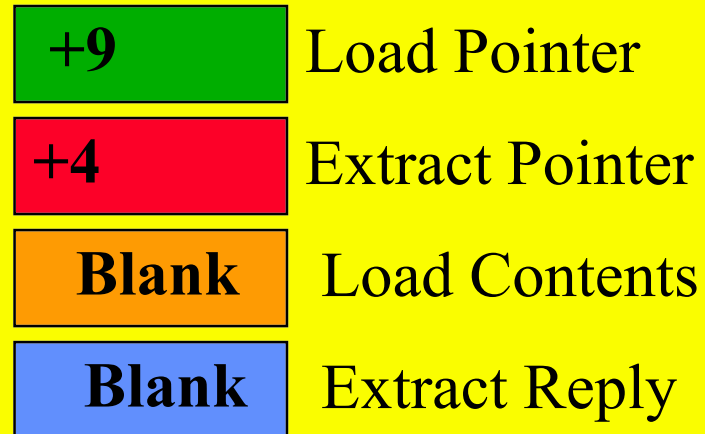 +9 Load Pointer
+4 Extract Pointer
Blank Load Contents
Blank Extract Reply